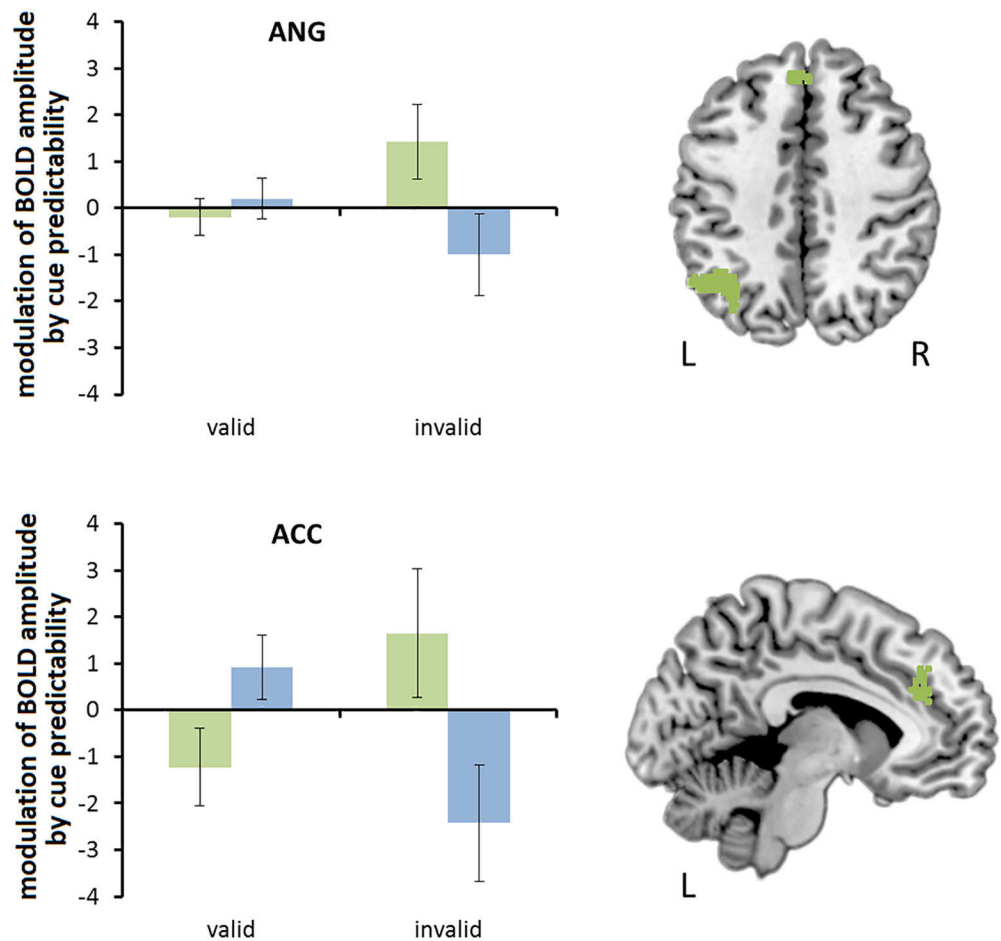 modulation of BOLD amplitude
by cue predictability
ANG
4
3
2
1
0
-1
-2
-3
-4
valid invalid
L R
modulation of BOLD amplitude
by cue predictability
ACC
4
3
2
1
0
-1
-2
-3
-4
valid invalid
L